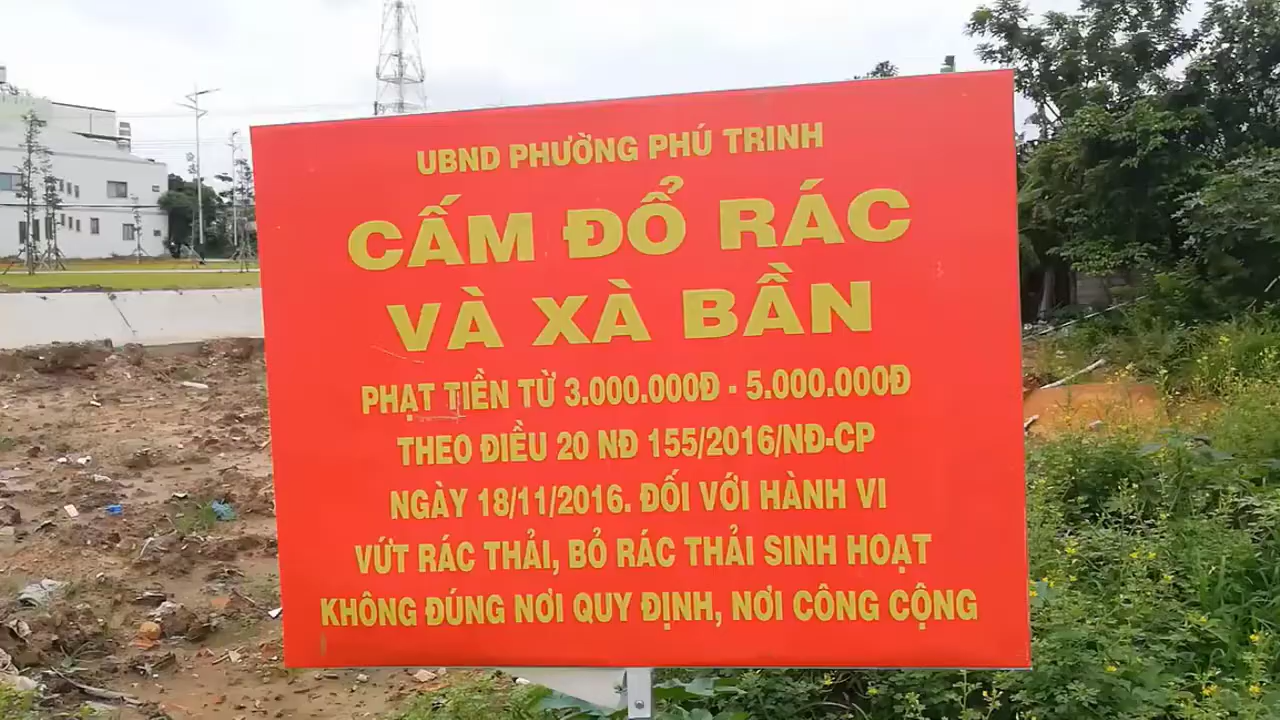 UBND PHƯỜNG PHÚ TRINH
CẤM ĐỔ RÁC
VÀ XÀ BẦN
PHẠT TIỀN TỪ 3.000.000Đ - 5.000.000Đ
THEO ĐIỀU 20 NĐ 155/2016/NĐ-CP
NGÀY 18/11/2016. ĐỐI VỚI HÀNH VI
VỨT RÁC THẢI, BỎ RÁC THẢI SINH HOẠT
KHÔNG ĐÚNG NƠI QUY ĐỊNH, NƠI CÔNG CỘNG